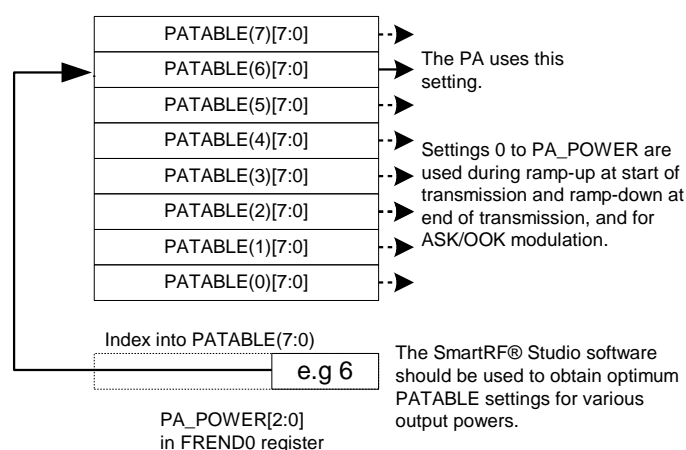 PATABLE(7)[7:0]
PATABLE(6)[7:0]
PATABLE(5)[7:0]
PATABLE(4)[7:0]
PATABLE(3)[7:0]
PATABLE(2)[7:0]
PATABLE(1)[7:0]
PATABLE(0)[7:0]
The PA uses this
setting.
Settings 0 to PA_POWER are
used during ramp-up at start of
transmission and ramp-down at
end of transmission, and for
ASK/OOK modulation.
Index into PATABLE(7:0)
e.g 6
PA_POWER[2:0]
in FREND0 register
The SmartRF® Studio software
should be used to obtain optimum
PATABLE settings for various
output powers.